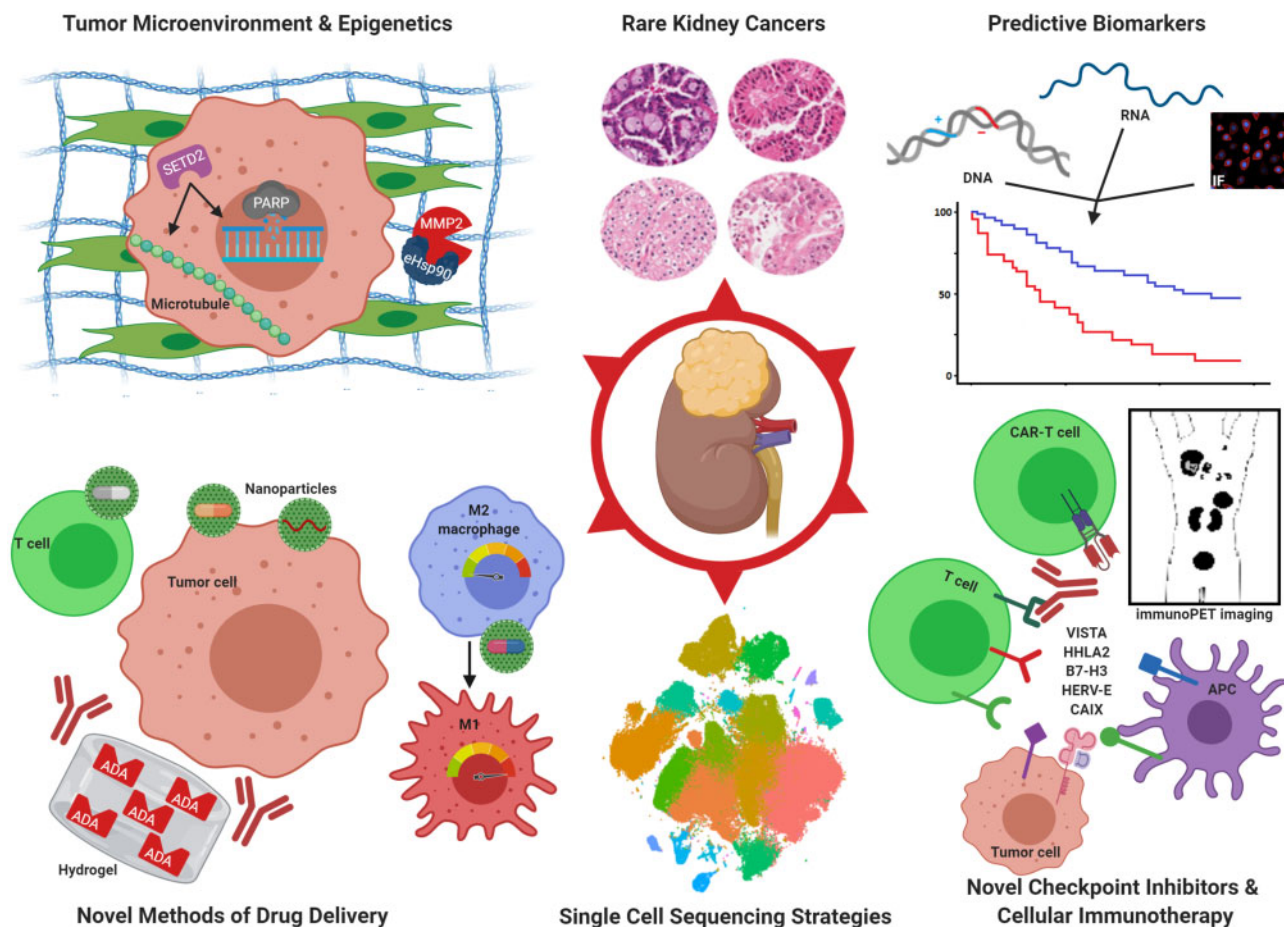 Tumor Microenvironment & Epigenetics
SETD2
PARP
MMP2
eHsp90
Microtubule
Rare Kidney Cancers
Predictive Biomarkers
+
−
RNA
DNA
IF
100
50
0
T cell
Nanoparticles
Tumor cell
M2
macrophage
M1
ADA
ADA
ADA
ADA
ADA
Hydrogel
Novel Methods of Drug Delivery
Single Cell Sequencing Strategies
CAR-T cell
immunoPET imaging
T cell
VISTA
HHLA2
B7-H3
HERV-E
CAIX
APC
Tumor cell
Novel Checkpoint Inhibitors &
Cellular Immunotherapy